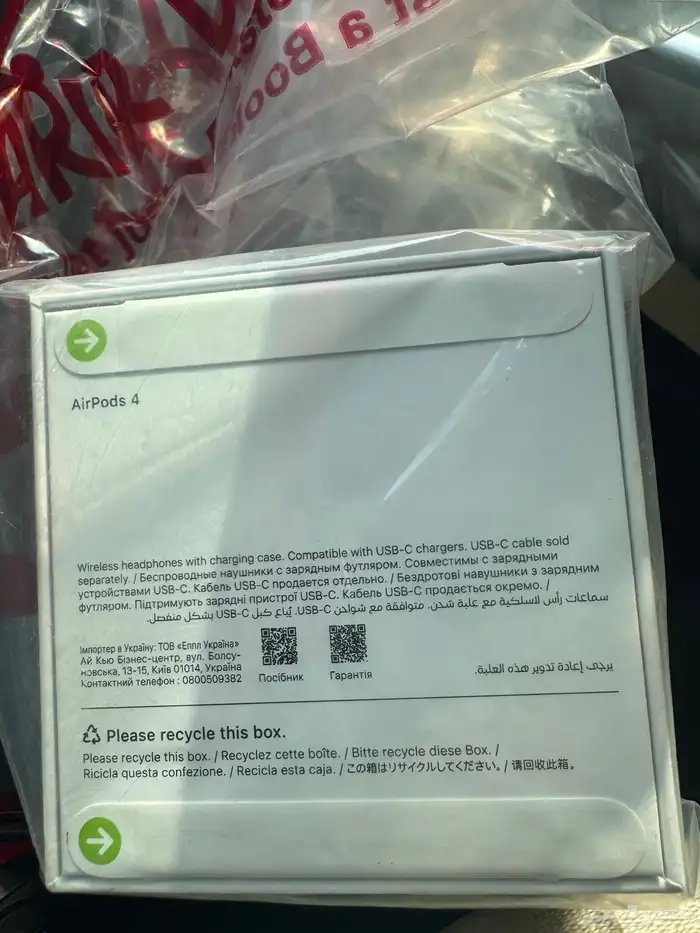 ARIR
st a Boo
AirPods 4
Wireless headphones with charging case. Compatible with USB-C chargers. USB-C cable sold
separately. / Беспроводные наушники с зарядным футляром. Совместимы с зарядными
устройствами USB-C. Кабель USB-C продается отдельно. / Бездротові навушники з зарядним
футляром. Підтримують зарядні пристрої USB-C. Кабель USB-C продається окремо. /
سماعات رأس لاسلكية مع علبة شحن. متوافقة مع شواحن USB-C. يُباع كبل USB-C بشكل منفصل.
Імпортер в Україну: ТОВ «Еппл Україна»
Ай Кью Бізнес-центр, вул. Болсу-
новська, 13-15, Київ 01014, Україна
Контактний телефон : 0800509382
Посібник
Гарантія
يرجى إعادة تدوير هذه العلبة.
Please recycle this box.
Please recycle this box. / Recyclez cette boîte. / Bitte recycle diese Box. /
Ricicla questa confezione. / Recicla esta caja. / この箱はリサイクルしてください。/ 请回收此箱。